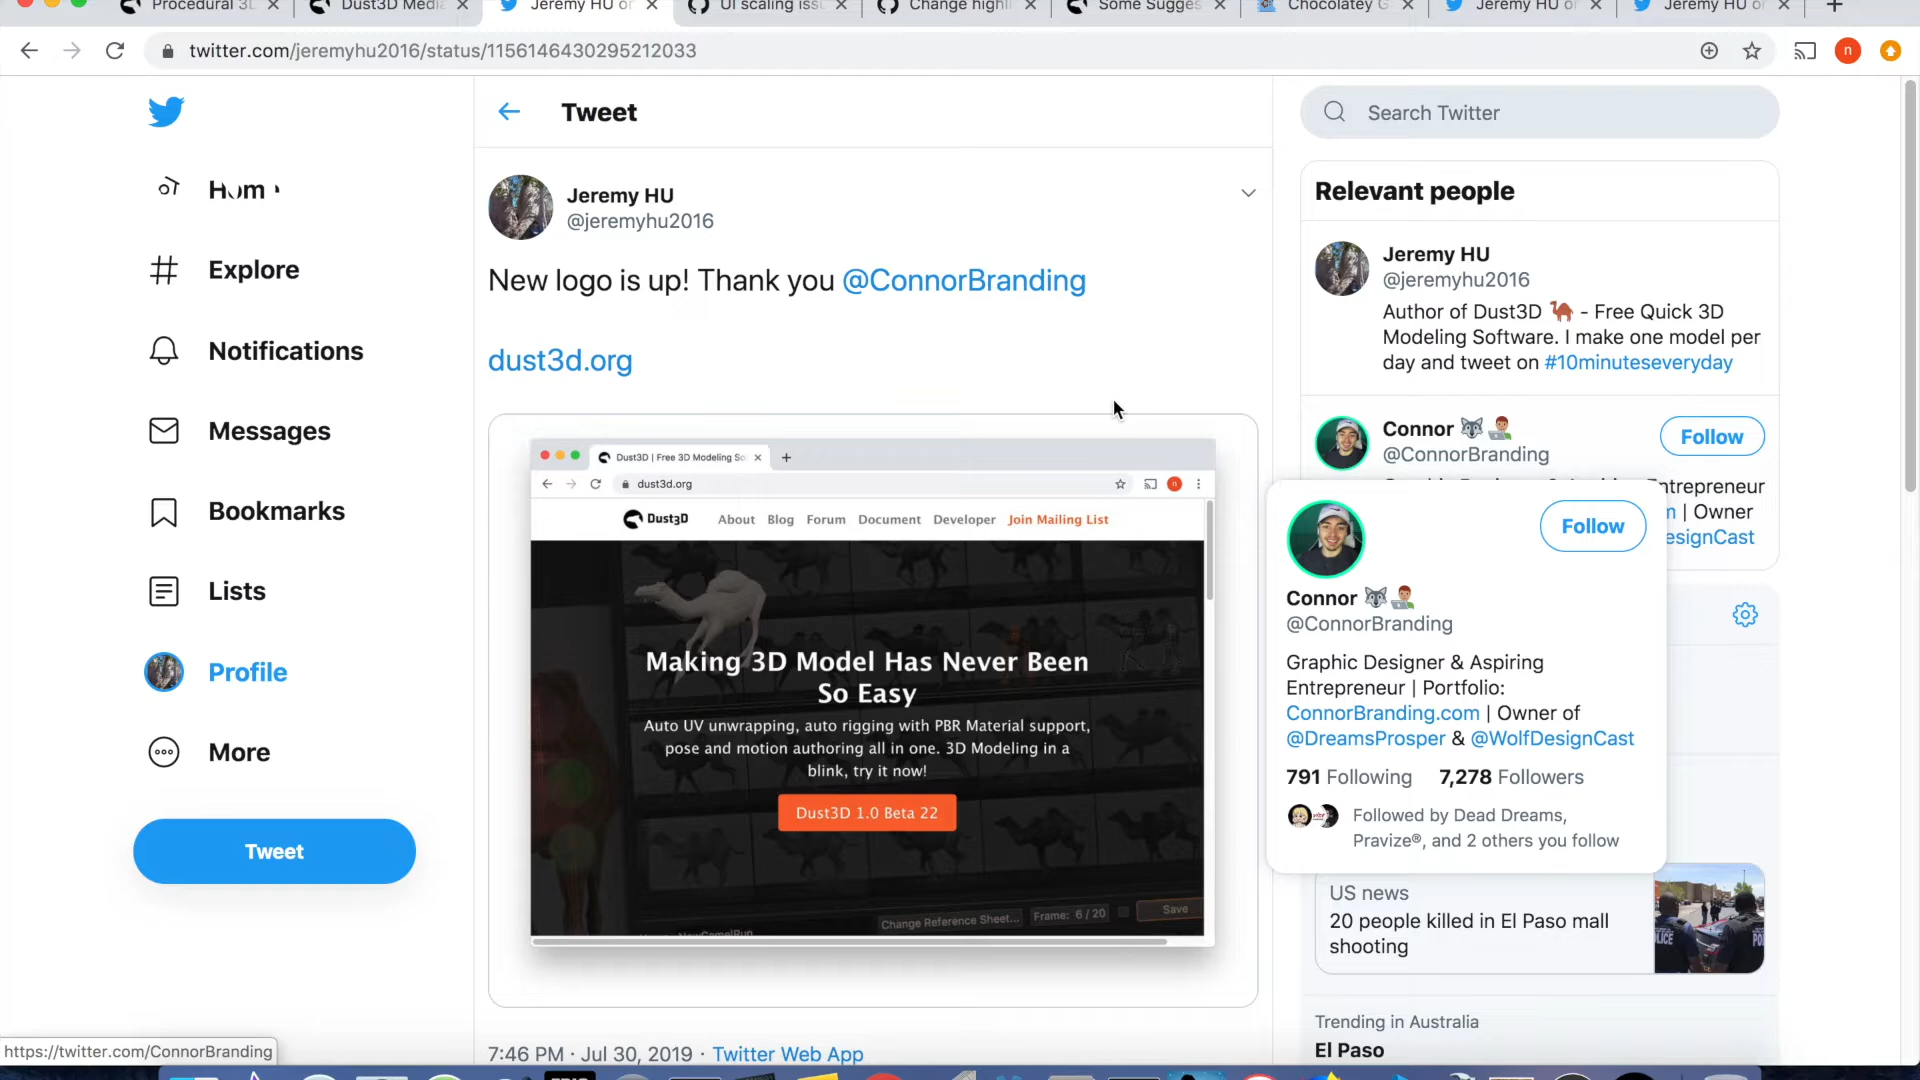 Procedural 3D
Dust3D Media
Jeremy HU on
UI scaling iss
Change highli
Some Sugges
Chocolatey G
Jeremy HU on
Jeremy HU on
twitter.com/jeremyhu2016/status/1156146430295212033
Tweet
Search Twitter
Explore
Notifications
Messages
Bookmarks
Lists
Profile
More
Tweet
Jeremy HU
@jeremyhu2016
New logo is up! Thank you @ConnorBranding
dust3d.org
Dust3D | Free 3D Modeling So
dust3d.org
Dust3D
About Blog Forum Document Developer Join Mailing List
Making 3D Model Has Never Been
So Easy
Auto UV unwrapping, auto rigging with PBR Material support,
pose and motion authoring all in one. 3D Modeling in a
blink, try it now!
Dust3D 1.0 Beta 22
Change Reference Sheet... Frame: 6 / 20 Save
NewCamelRun
7:46 PM · Jul 30, 2019 · Twitter Web App
Relevant people
Jeremy HU
@jeremyhu2016
Author of Dust3D 🐪 - Free Quick 3D
Modeling Software. I make one model per
day and tweet on #10minuteseveryday
Connor 🐺👨🏽‍💻
@ConnorBranding
Follow
ntrepreneur
| Owner
esignCast
Follow
Connor 🐺👨🏽‍💻
@ConnorBranding
Graphic Designer & Aspiring
Entrepreneur | Portfolio:
ConnorBranding.com | Owner of
@DreamsProsper & @WolfDesignCast
791 Following 7,278 Followers
Followed by Dead Dreams,
Pravize®, and 2 others you follow
US news
20 people killed in El Paso mall
shooting
POLICE
Trending in Australia
El Paso
https://twitter.com/ConnorBranding